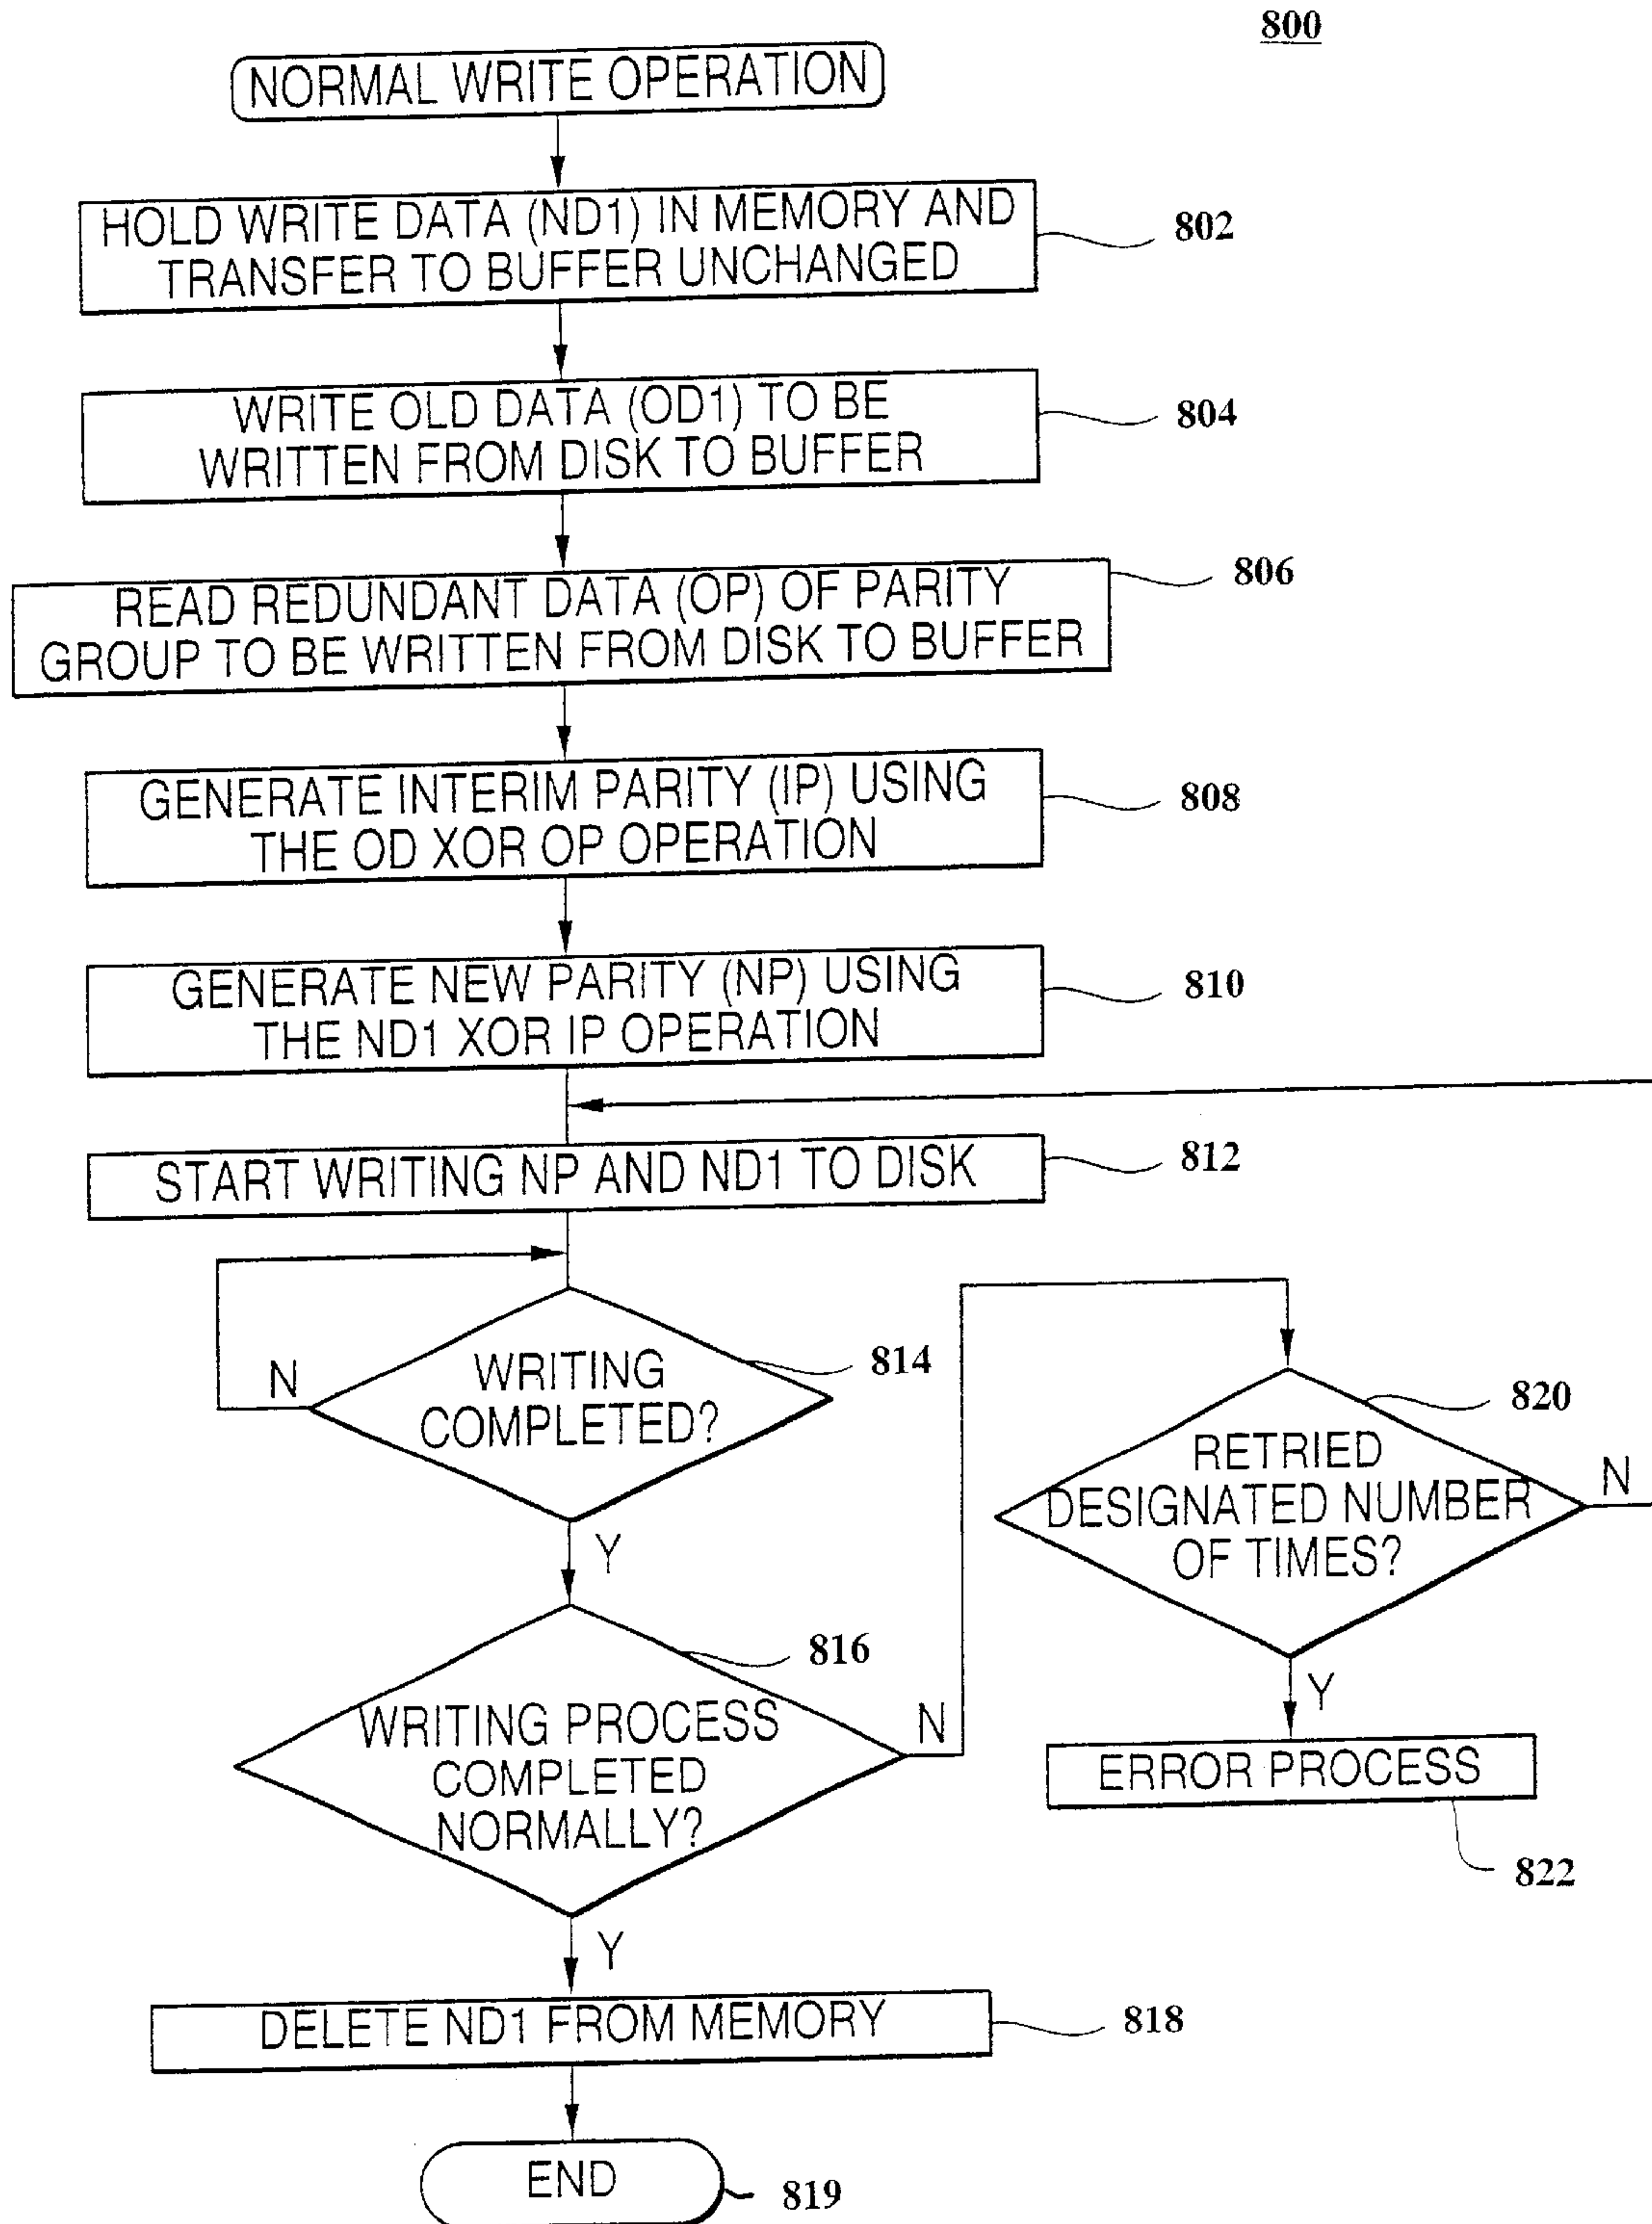 800
NORMAL WRITE OPERATION
HOLD WRITE DATA (ND1) IN MEMORY AND
TRANSFER TO BUFFER UNCHANGED
802
WRITE OLD DATA (OD1) TO BE
WRITTEN FROM DISK TO BUFFER
804
READ REDUNDANT DATA (OP) OF PARITY
GROUP TO BE WRITTEN FROM DISK TO BUFFER
806
GENERATE INTERIM PARITY (IP) USING
THE OD XOR OP OPERATION
808
GENERATE NEW PARITY (NP) USING
THE ND1 XOR IP OPERATION
810
START WRITING NP AND ND1 TO DISK
812
WRITING
COMPLETED?
814
N
Y
WRITING PROCESS
COMPLETED
NORMALLY?
816
N
Y
RETRIED
DESIGNATED NUMBER
OF TIMES?
820
N
Y
ERROR PROCESS
822
DELETE ND1 FROM MEMORY
818
END
819